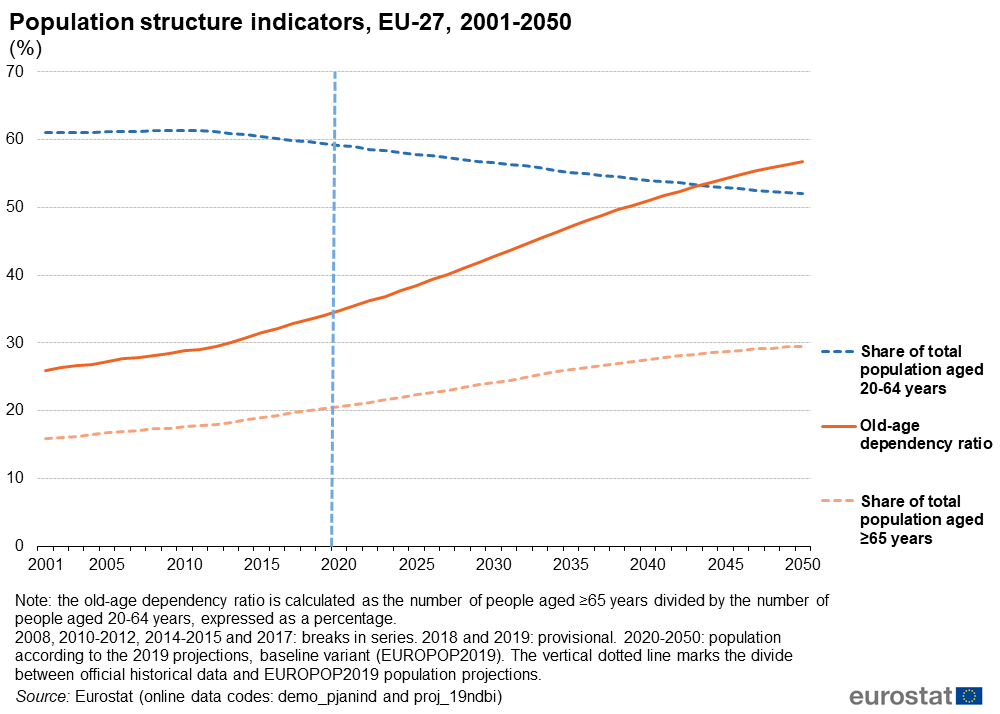 Population structure indicators, EU-27, 2001-2050
(%)
70
60
50
40
30
20
10
0
2001 2005 2010 2015 2020 2025 2030 2035 2040 2045 2050
Share of total
population aged
20-64 years
Old-age
dependency ratio
Share of total
population aged
≥65 years
Note: the old-age dependency ratio is calculated as the number of people aged ≥65 years divided by the number of
people aged 20-64 years, expressed as a percentage.
2008, 2010-2012, 2014-2015 and 2017: breaks in series. 2018 and 2019: provisional. 2020-2050: population
according to the 2019 projections, baseline variant (EUROPOP2019). The vertical dotted line marks the divide
between official historical data and EUROPOP2019 population projections.
Source: Eurostat (online data codes: demo_pjanind and proj_19ndbi)
eurostat